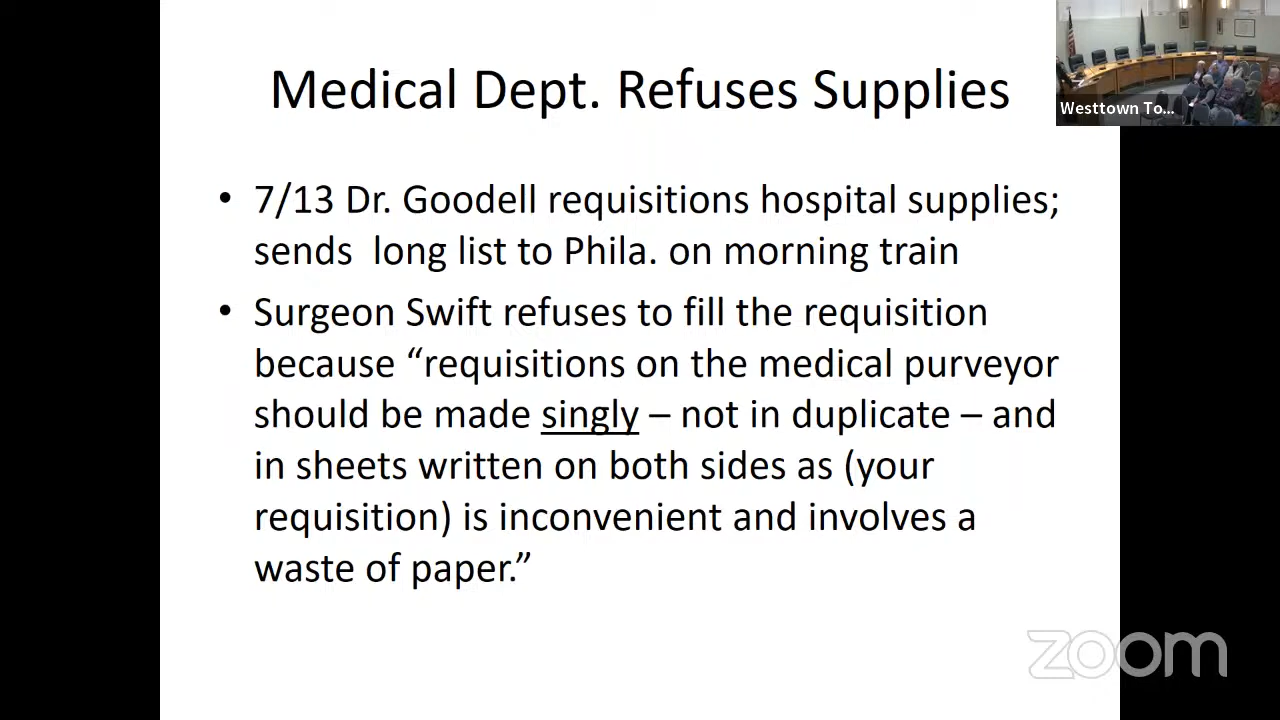 Medical Dept. Refuses Supplies
Westtown To...
• 7/13 Dr. Goodell requisitions hospital supplies;
sends  long list to Phila. on morning train
• Surgeon Swift refuses to fill the requisition
because “requisitions on the medical purveyor
should be made singly – not in duplicate – and
in sheets written on both sides as (your
requisition) is inconvenient and involves a
waste of paper.”
zoom